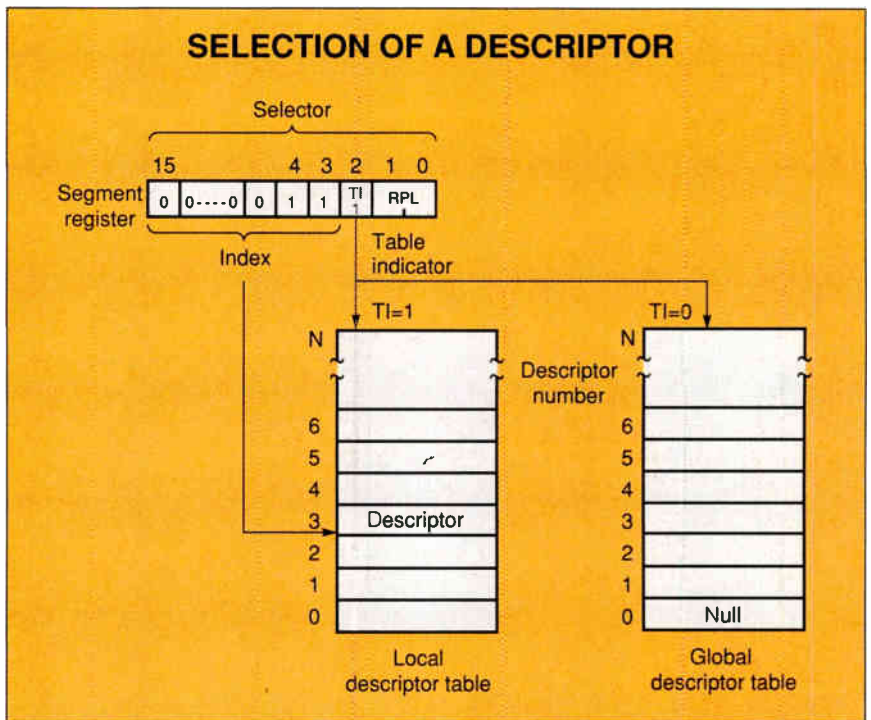 SELECTION OF A DESCRIPTOR
Selector
15 4 3 2 1 0
Segment register
0 0----0 0 1 1 TI 1 RPL
Index
Table indicator
TI=1
TI=0
N
6
5
4
3 Descriptor
2
1
0
Descriptor number
N
6
5
4
3
2
1
0 Null
Local descriptor table
Global descriptor table